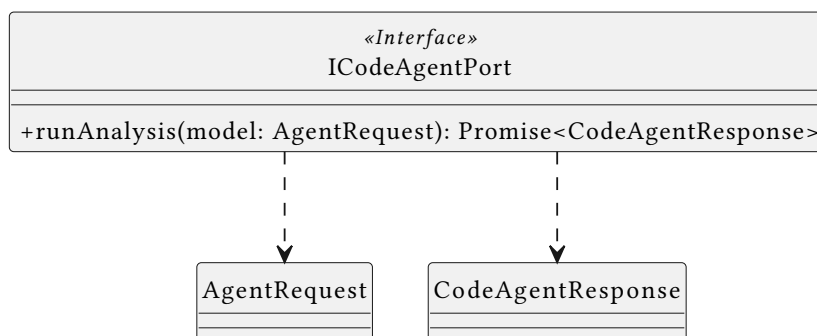 «Interface»
ICodeAgentPort
+runAnalysis(model: AgentRequest): Promise<CodeAgentResponse>
AgentRequest
CodeAgentResponse